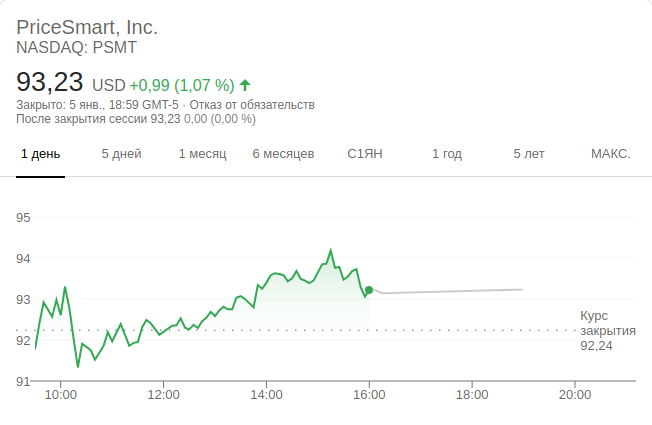 PriceSmart, Inc.
NASDAQ: PSMT
93,23 USD +0,99 (1,07 %)
Закрыто: 5 янв., 18:59 GMT-5 · Отказ от обязательств
После закрытия сессии 93,23 0,00 (0,00 %)
1 день 5 дней 1 месяц 6 месяцев С1ЯН 1 год 5 лет МАКС.
95
94
93
Курс
закрытия
92,24
92
91
10:00 12:00 14:00 16:00 18:00 20:00